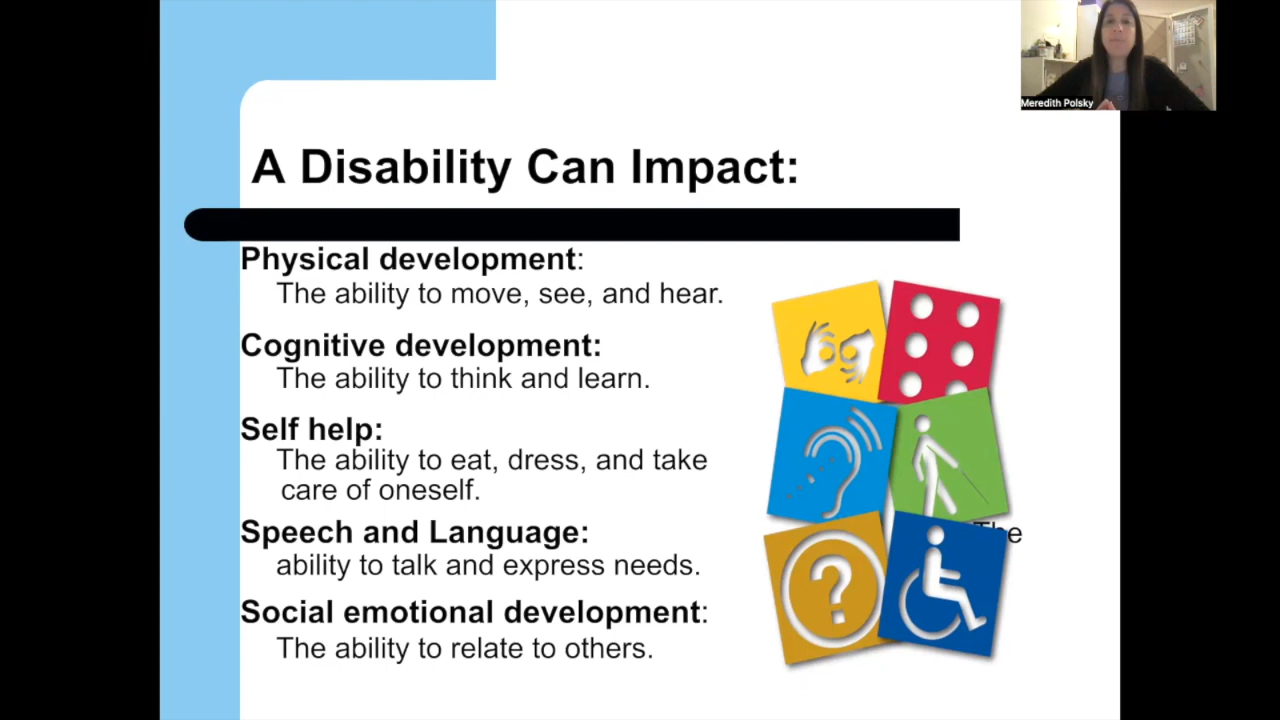 Meredith Polsky
A Disability Can Impact:
Physical development:
The ability to move, see, and hear.
Cognitive development:
The ability to think and learn.
Self help:
The ability to eat, dress, and take
care of oneself.
Speech and Language: The
ability to talk and express needs.
Social emotional development:
The ability to relate to others.
?